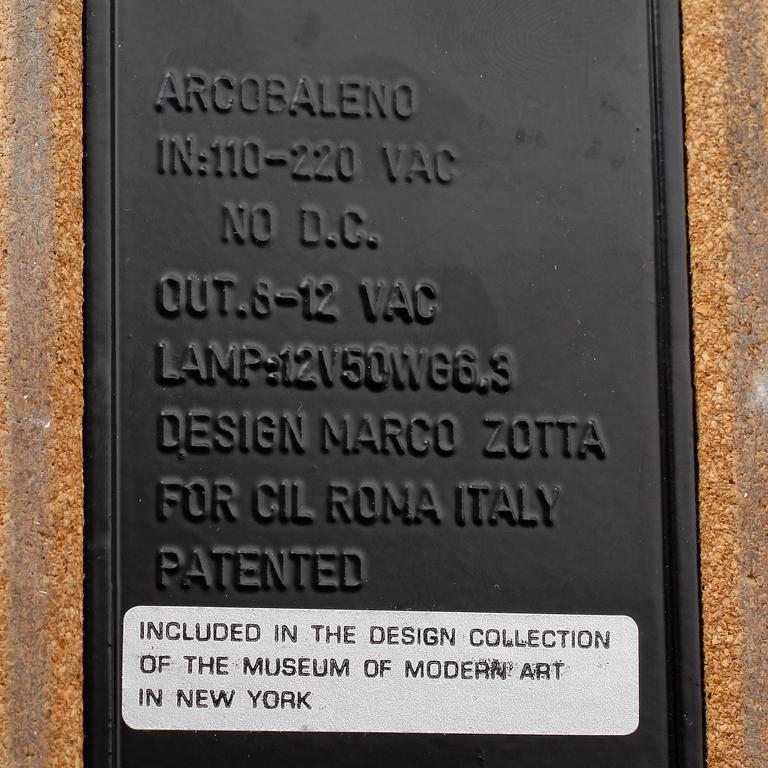 ARCOBALENO
IN:110-220 VAC
NO D.C.
OUT.6-12 VAC
LAMP:12V50WG6.3
DESIGN MARCO ZOTTA
FOR CIL ROMA ITALY
PATENTED
INCLUDED IN THE DESIGN COLLECTION
OF THE MUSEUM OF MODERN ART
IN NEW YORK